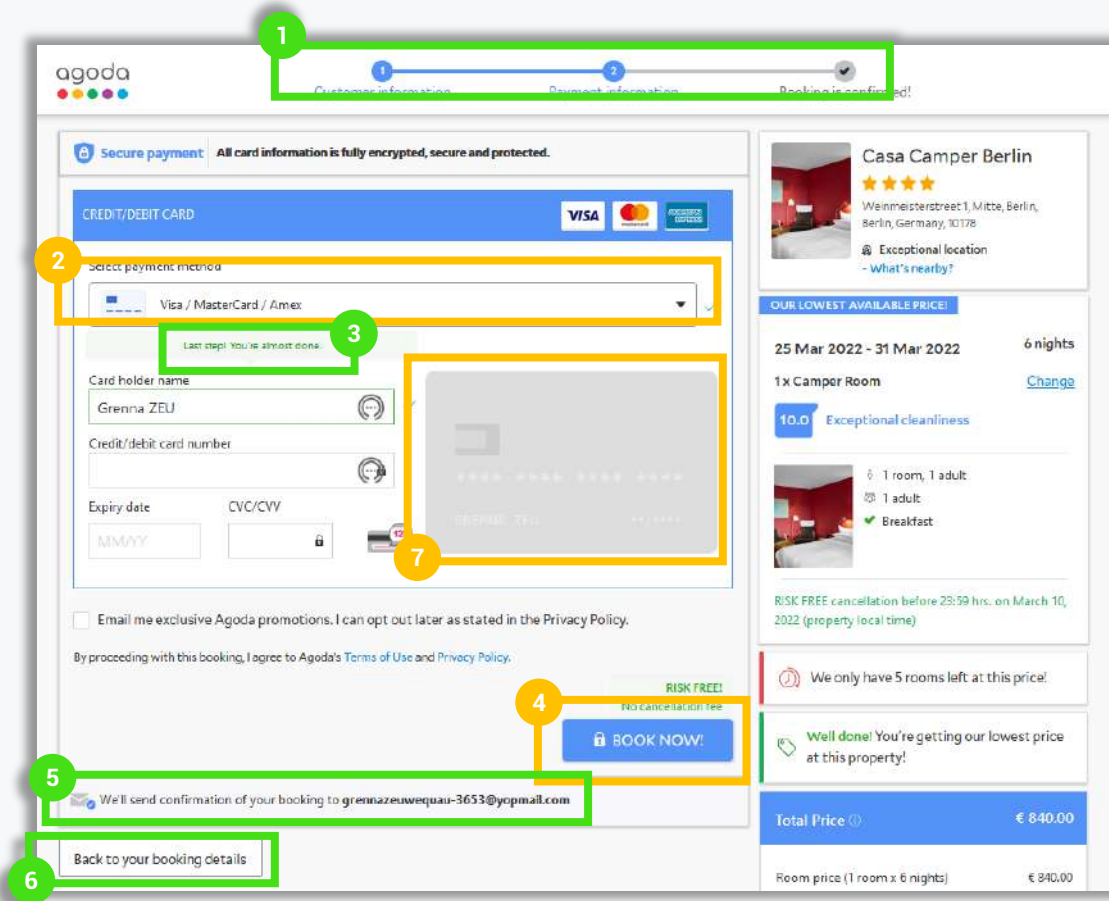 1
agoda
1
2
Customer information
Payment information
Booking is confirmed!
Secure payment
All card information is fully encrypted, secure and protected.
CREDIT/DEBIT CARD
VISA
mastercard
AMERICAN EXPRESS
2
Select payment method
Visa / MasterCard / Amex
3
Last step! You're almost done.
Card holder name
Grenna ZEU
Credit/debit card number
Expiry date
CVC/CVV
MM/YY
GRENNA ZEU
7
Email me exclusive Agoda promotions. I can opt out later as stated in the Privacy Policy.
By proceeding with this booking, I agree to Agoda's Terms of Use and Privacy Policy.
RISK FREE!
No cancellation fee
4
BOOK NOW!
5
We'll send confirmation of your booking to grennazeuwequau-3653@yopmail.com
Back to your booking details
6
Casa Camper Berlin
Weinmeisterstreet 1, Mitte, Berlin,
Berlin, Germany, 10178
Exceptional location
- What's nearby?
OUR LOWEST AVAILABLE PRICE!
25 Mar 2022 - 31 Mar 2022
6 nights
1 x Camper Room
Change
10.0
Exceptional cleanliness
1 room, 1 adult
1 adult
Breakfast
RISK FREE cancellation before 23:59 hrs. on March 10,
2022 (property local time)
We only have 5 rooms left at this price!
Well done! You're getting our lowest price
at this property!
Total Price
€ 840.00
Room price (1 room x 6 nights)
€ 840.00